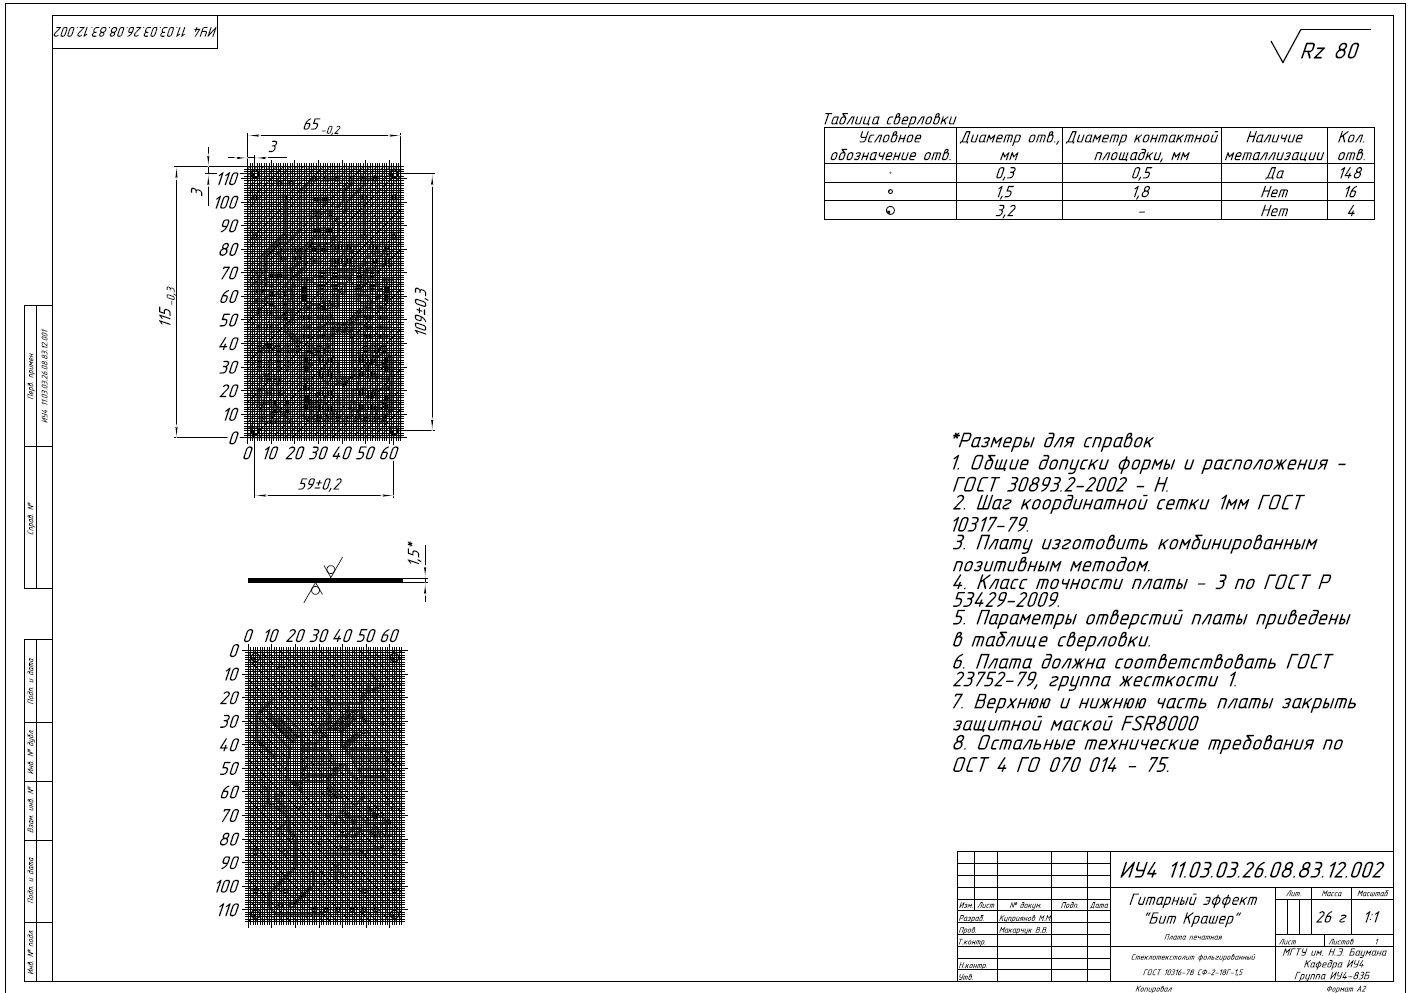 ИУ4 11.03.03.26.08.83.12.002
Rz 80
Таблица сверловки
Условное обозначение отв. Диаметр отв., мм Диаметр контактной площадки, мм Наличие металлизации Кол. отв.
0,3 0,5 Да 148
1,5 1,8 Нет 16
3,2 – Нет 4
65 -0,2
3
3
115 -0,3
109±0,3
110
100
90
80
70
60
50
40
30
20
10
0
0 10 20 30 40 50 60
59±0,2
1,5*
0 10 20 30 40 50 60
0
10
20
30
40
50
60
70
80
90
100
110
*Размеры для справок
1. Общие допуски формы и расположения –
ГОСТ 30893.2–2002 – Н.
2. Шаг координатной сетки 1мм ГОСТ
10317–79.
3. Плату изготовить комбинированным
позитивным методом.
4. Класс точности платы – 3 по ГОСТ Р
53429–2009.
5. Параметры отверстий платы приведены
в таблице сверловки.
6. Плата должна соответствовать ГОСТ
23752–79, группа жесткости 1.
7. Верхнюю и нижнюю часть платы закрыть
защитной маской FSR8000
8. Остальные технические требования по
ОСТ 4 ГО 070 014 – 75.
Перв. примен.
ИУ4 11.03.03.26.08.83.12.001
Справ. №
Подп. и дата
Инв. № дубл.
Взам. инв. №
Подп. и дата
Инв. № подл.
ИУ4 11.03.03.26.08.83.12.002
Изм. Лист № докум. Подп. Дата
Разраб. Куприянов М.М.
Пров. Макарчук В.В.
Т.контр.
Н.контр.
Утв.
Гитарный эффект
"Бит Крашер"
Плата печатная
Лит. Масса Масштаб
26 г 1:1
Лист Листов 1
Стеклотекстолит фольгированный
ГОСТ 10316-78 СФ-2-18Г-1,5
МГТУ им. Н.Э. Баумана
Кафедра ИУ4
Группа ИУ4-83Б
Копировал Формат А2